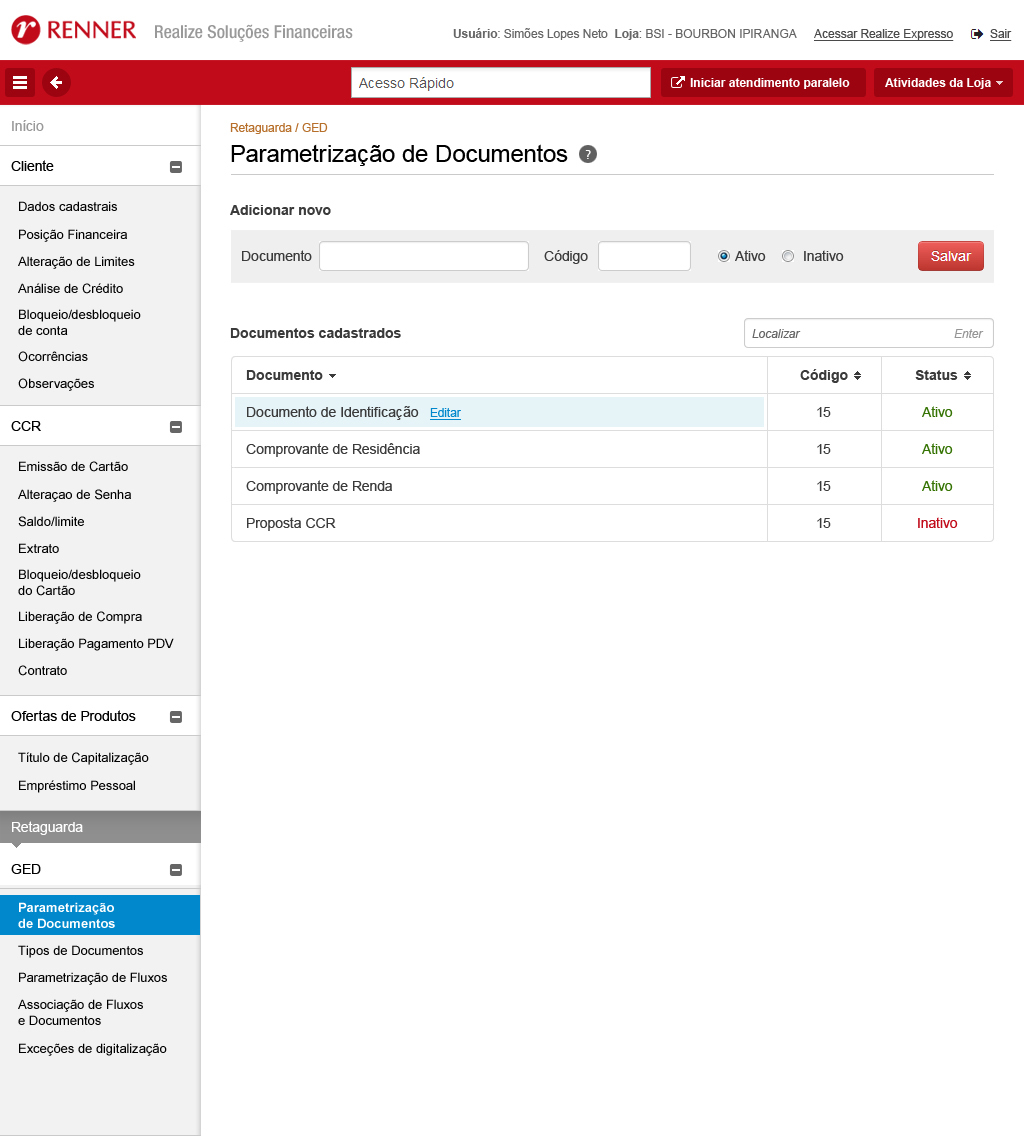 RENNER Realize Soluções Financeiras
Usuário: Simões Lopes Neto Loja: BSI - BOURBON IPIRANGA Acessar Realize Expresso Sair
Acesso Rápido Iniciar atendimento paralelo Atividades da Loja
Início
Cliente
Dados cadastrais
Posição Financeira
Alteração de Limites
Análise de Crédito
Bloqueio/desbloqueio
de conta
Ocorrências
Observações
CCR
Emissão de Cartão
Alteraçao de Senha
Saldo/limite
Extrato
Bloqueio/desbloqueio
do Cartão
Liberação de Compra
Liberação Pagamento PDV
Contrato
Ofertas de Produtos
Título de Capitalização
Empréstimo Pessoal
Retaguarda
GED
Parametrização
de Documentos
Tipos de Documentos
Parametrização de Fluxos
Associação de Fluxos
e Documentos
Exceções de digitalização
Retaguarda / GED
Parametrização de Documentos ?
Adicionar novo
Documento Código Ativo Inativo Salvar
Documentos cadastrados Localizar Enter
Documento Código Status
Documento de Identificação Editar 15 Ativo
Comprovante de Residência 15 Ativo
Comprovante de Renda 15 Ativo
Proposta CCR 15 Inativo